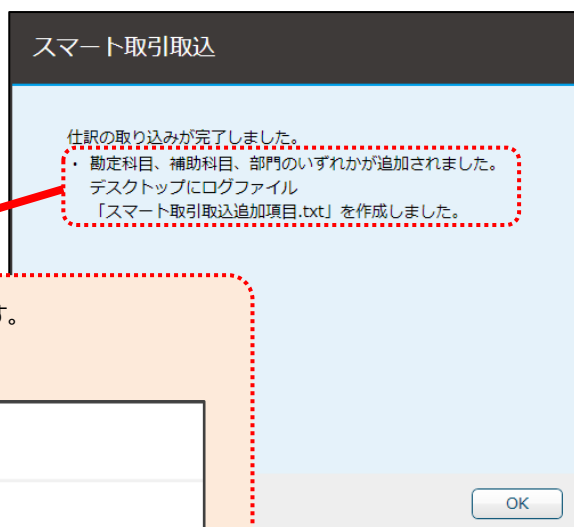 スマート取引取込
仕訳の取り込みが完了しました。
・ 勘定科目、補助科目、部門のいずれかが追加されました。
デスクトップにログファイル
「スマート取引取込追加項目.txt」を作成しました。
す。
OK